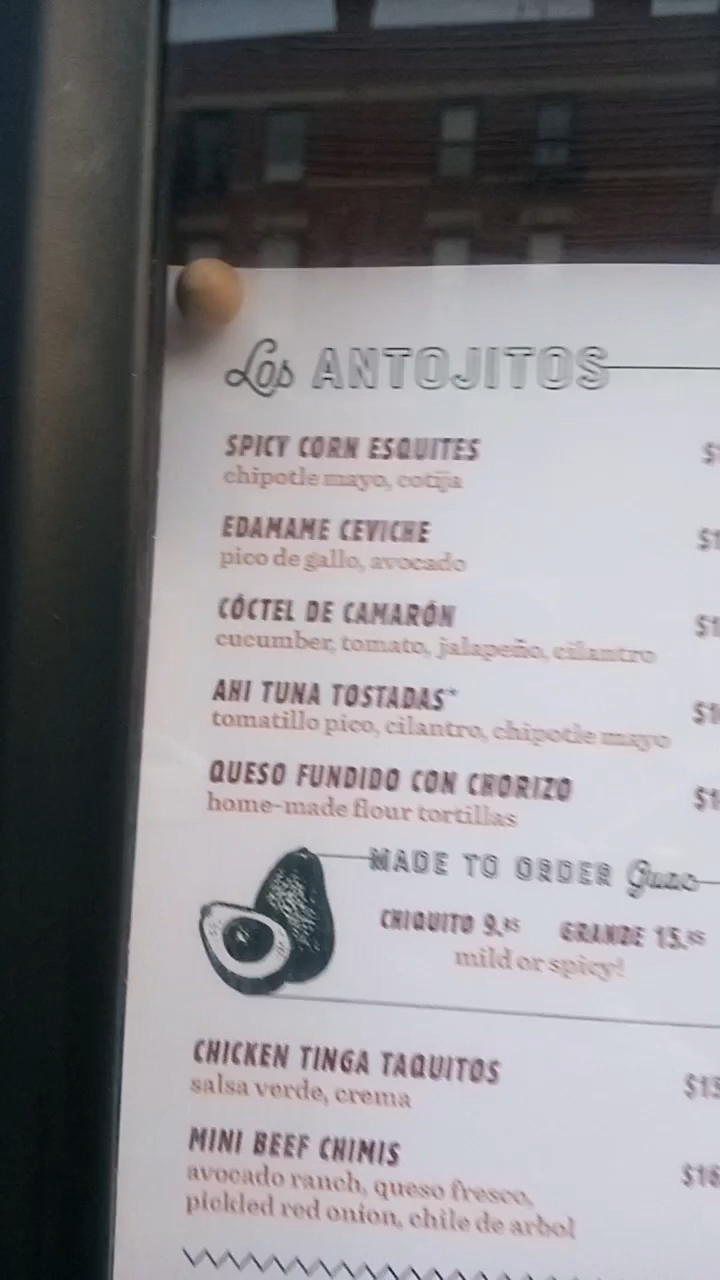 Los ANTOJITOS
SPICY CORN ESQUITES
chipotle mayo, cotija
EDAMAME CEVICHE
pico de gallo, avocado
CÓCTEL DE CAMARÓN
cucumber, tomato, jalapeño, cilantro
AHI TUNA TOSTADAS*
tomatillo pico, cilantro, chipotle mayo
QUESO FUNDIDO CON CHORIZO
home-made flour tortillas
MADE TO ORDER Guac
CHIQUITO 9.95 GRANDE 15.95
mild or spicy!
CHICKEN TINGA TAQUITOS
salsa verde, crema
MINI BEEF CHIMIS $16
avocado ranch, queso fresco,
pickled red onion, chile de arbol